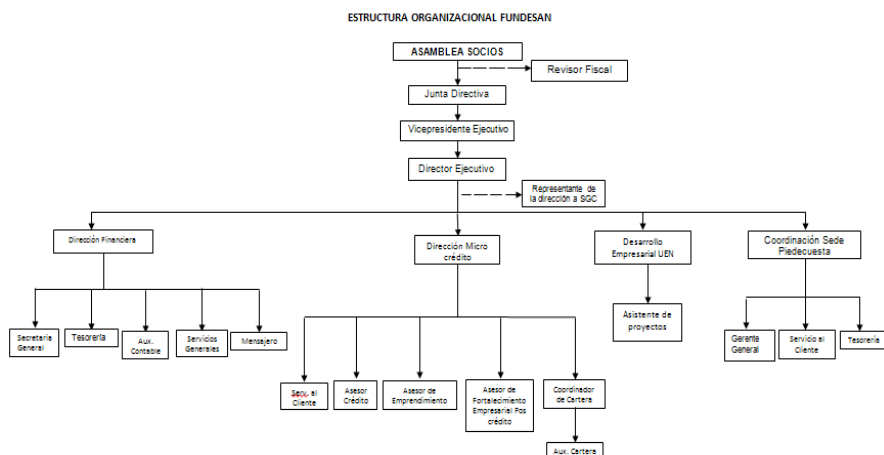 ESTRUCTURA ORGANIZACIONAL FUNDESAN
ASAMBLEA SOCIOS
Revisor Fiscal
Junta Directiva
Vicepresidente Ejecutivo
Director Ejecutivo
Representante de
la dirección a SGC
Dirección Financiera
Dirección Micro
crédito
Desarrollo
Empresarial UEN
Coordinación Sede
Piedecuesta
Secretaria
General
Tesorería
Aux.
Contable
Servicios
Generales
Mensajero
Asistente de
proyectos
Gerente
General
Servicio al
Cliente
Tesorería
Serv. al
Cliente
Asesor
Crédito
Asesor de
Emprendimiento
Asesor de
Fortalecimiento
Empresarial Pos
crédito
Coordinador
de Cartera
Aux. Cartera